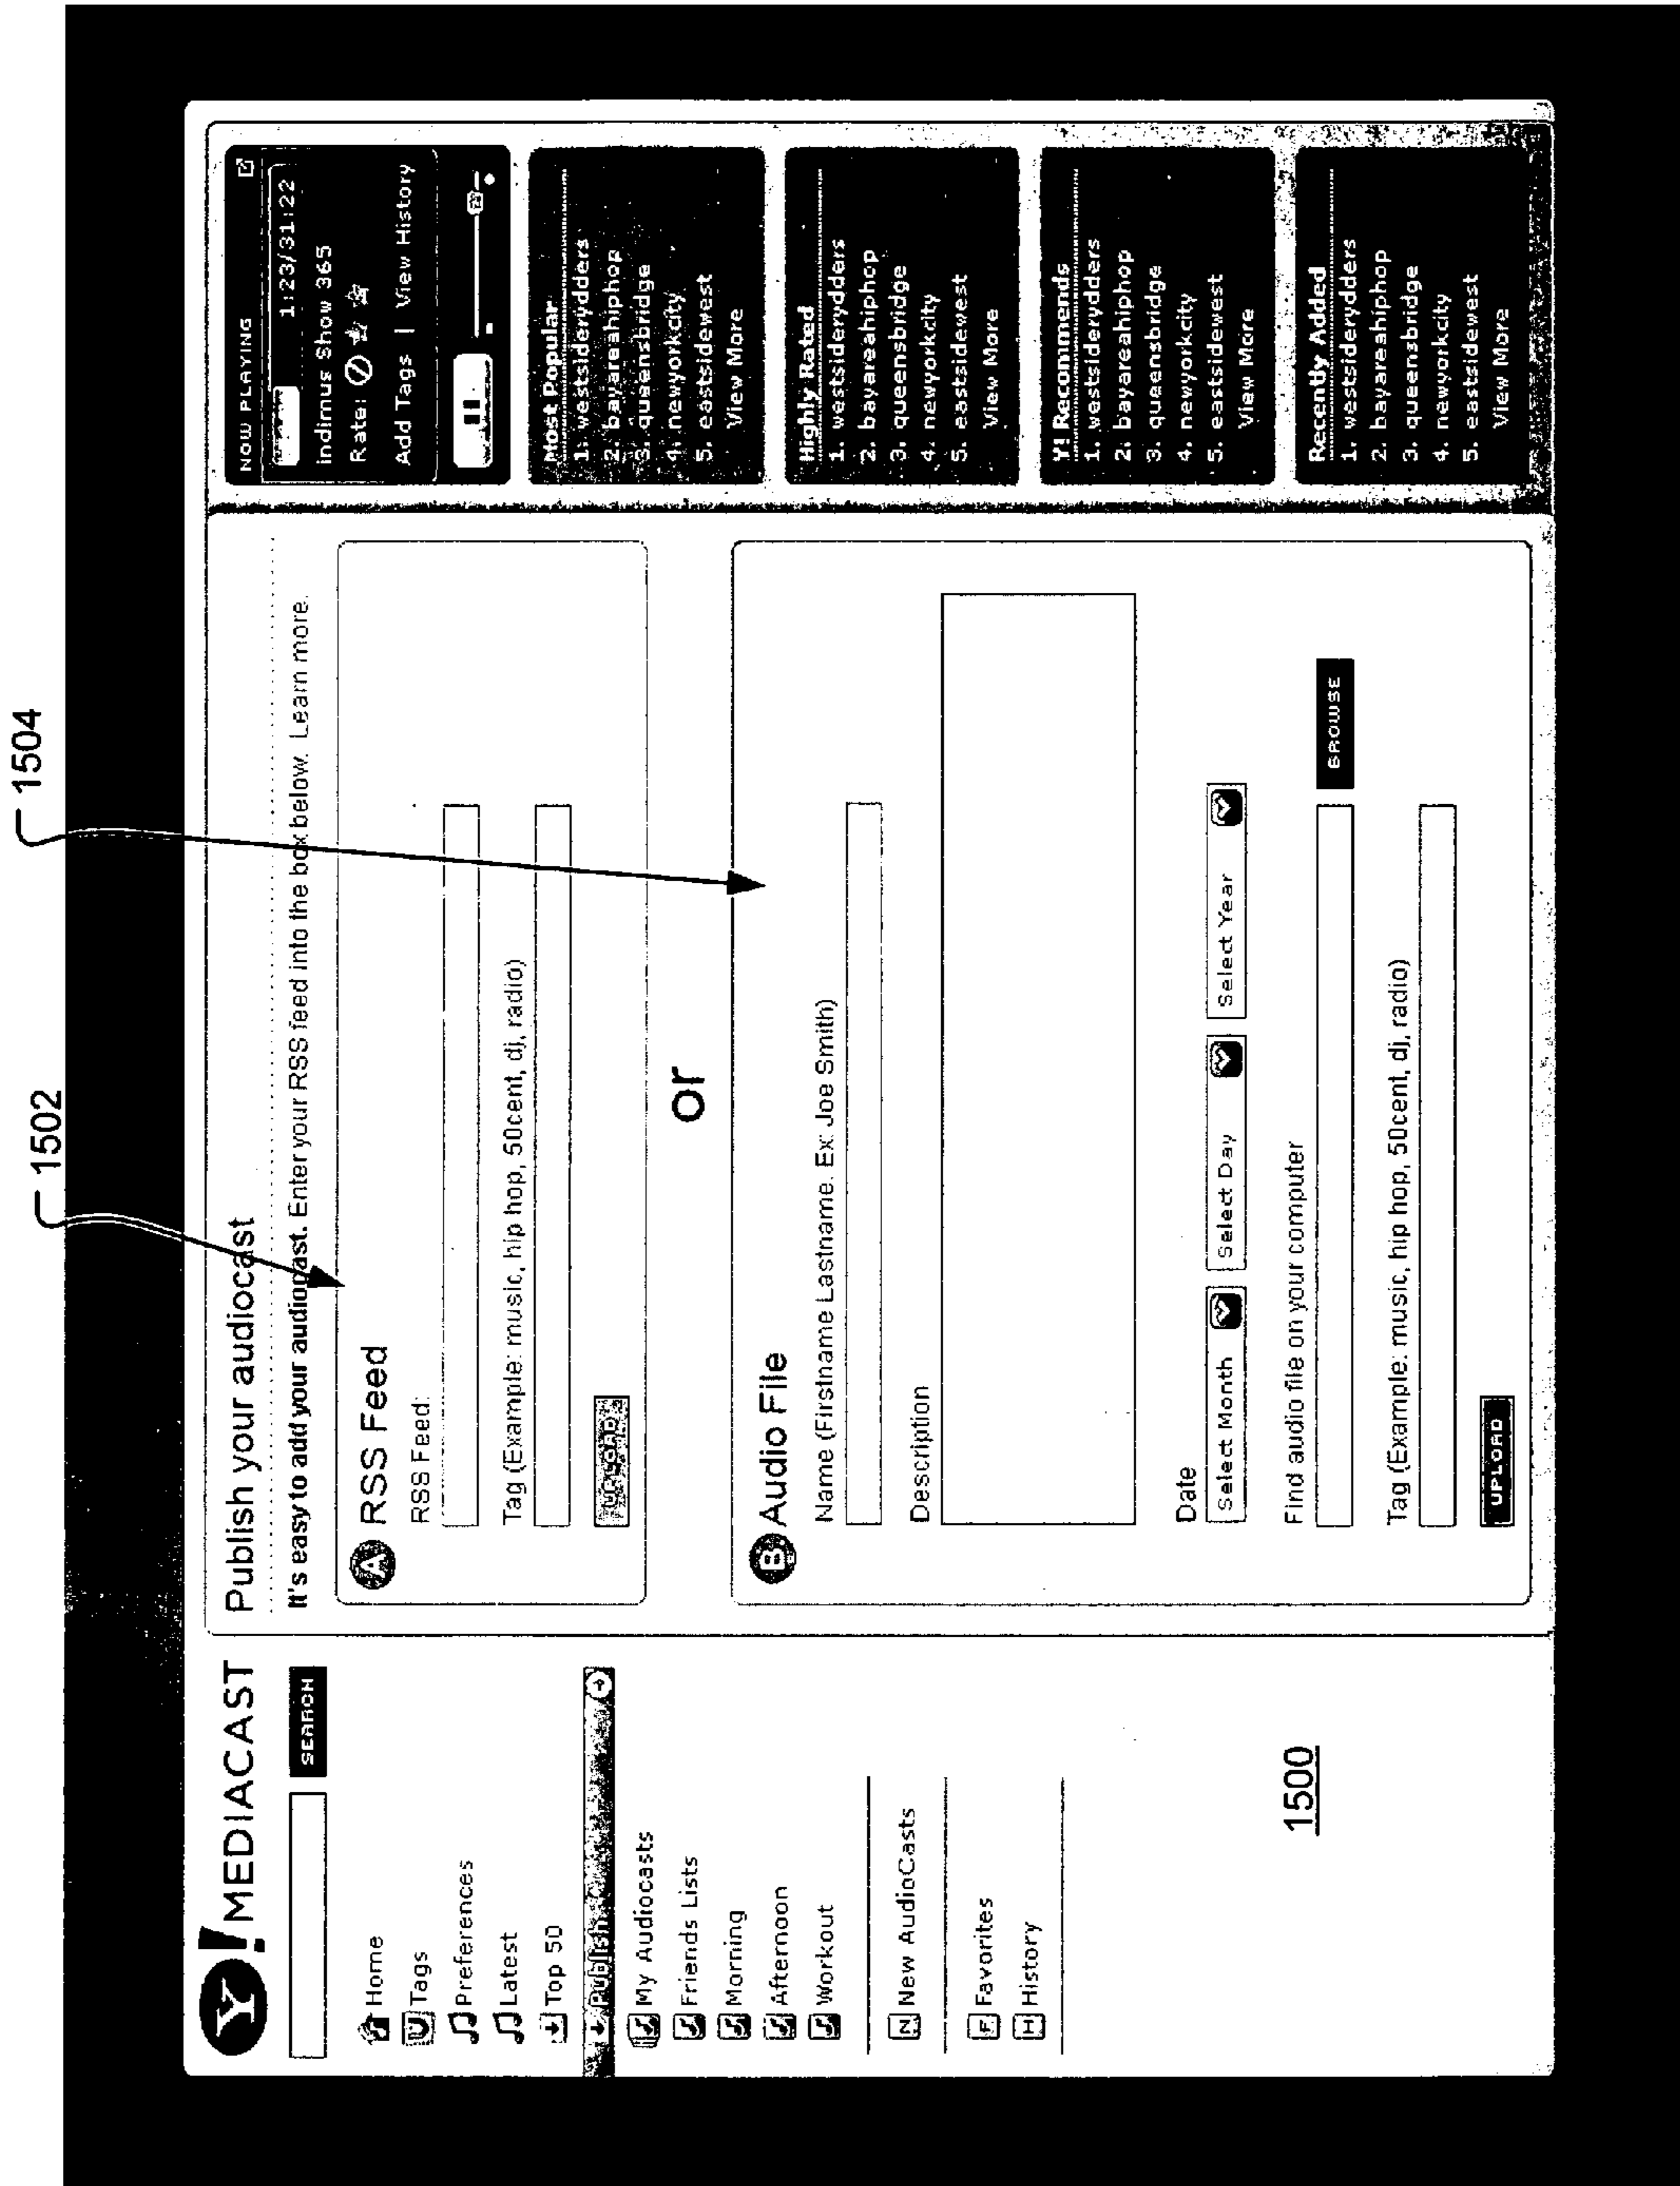 1502
1504
Y! MEDIACAST
SEARCH
Home
Tags
Preferences
Latest
Top 50
Publish
My Audiocasts
Friends Lists
Morning
Afternoon
Workout
New AudioCasts
Favorites
History
1500
Publish your audiocast
It's easy to add your audiocast. Enter your RSS feed into the box below. Learn more.
A RSS Feed
RSS Feed:
Tag (Example: music, hip hop, 50cent, dj, radio)
UPLOAD
or
B Audio File
Name (Firstname Lastname. Ex: Joe Smith)
Description
Date
Select Month Select Day Select Year
Find audio file on your computer
BROWSE
Tag (Example: music, hip hop, 50cent, dj, radio)
UPLOAD
NOW PLAYING
1:23/31:22
indimus Show 365
Rate:
Add Tags | View History
Most Popular
1. westsiderydders
2. bayareahiphop
3. queensbridge
4. newyorkcity
5. eastsidewest
View More
Highly Rated
1. westsiderydders
2. bayareahiphop
3. queensbridge
4. newyorkcity
5. eastsidewest
View More
Y! Recommends
1. westsiderydders
2. bayareahiphop
3. queensbridge
4. newyorkcity
5. eastsidewest
View More
Recently Added
1. westsiderydders
2. bayareahiphop
3. queensbridge
4. newyorkcity
5. eastsidewest
View More